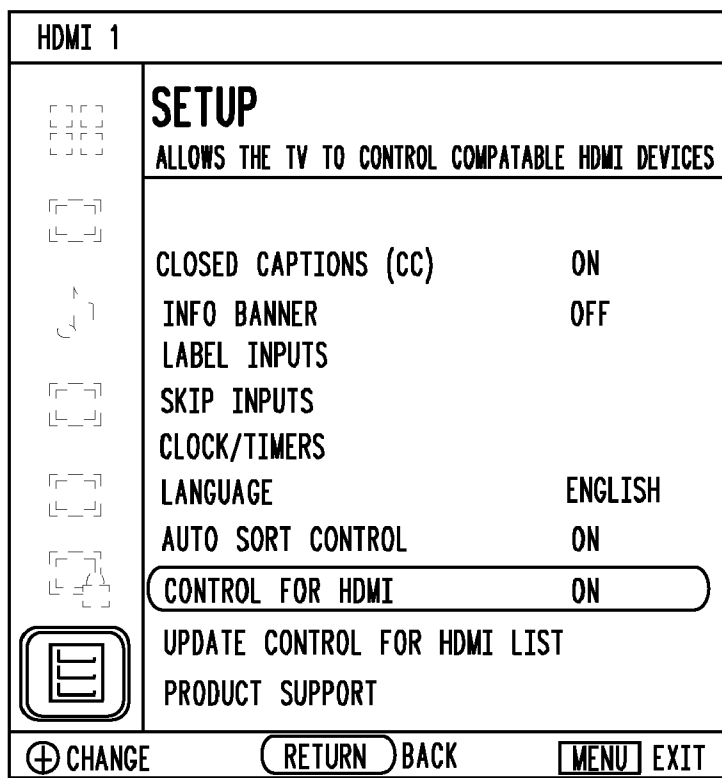 HDMI 1
SETUP
ALLOWS THE TV TO CONTROL COMPATABLE HDMI DEVICES
CLOSED CAPTIONS (CC) ON
INFO BANNER OFF
LABEL INPUTS
SKIP INPUTS
CLOCK/TIMERS
LANGUAGE ENGLISH
AUTO SORT CONTROL ON
CONTROL FOR HDMI ON
UPDATE CONTROL FOR HDMI LIST
PRODUCT SUPPORT
CHANGE RETURN BACK MENU EXIT